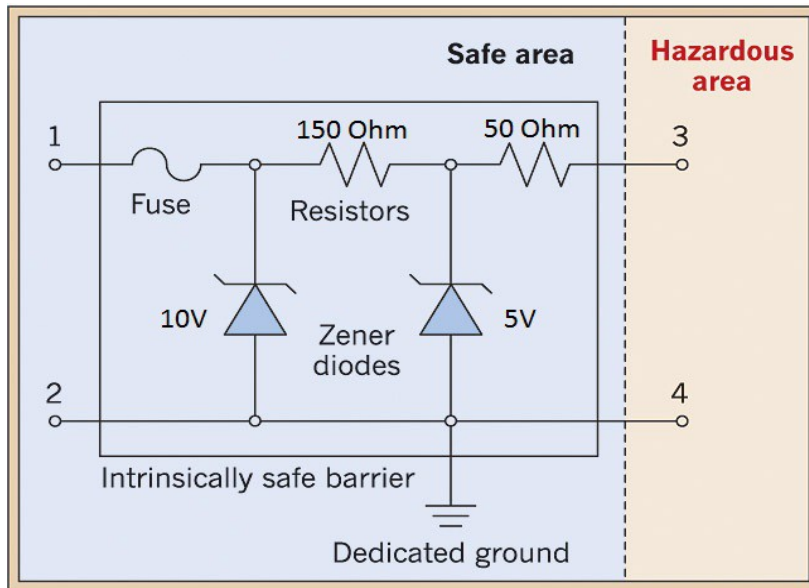 Safe area
Hazardous
area
1
150 Ohm
50 Ohm
3
Fuse
Resistors
10V
Zener
diodes
5V
2
4
Intrinsically safe barrier
Dedicated ground